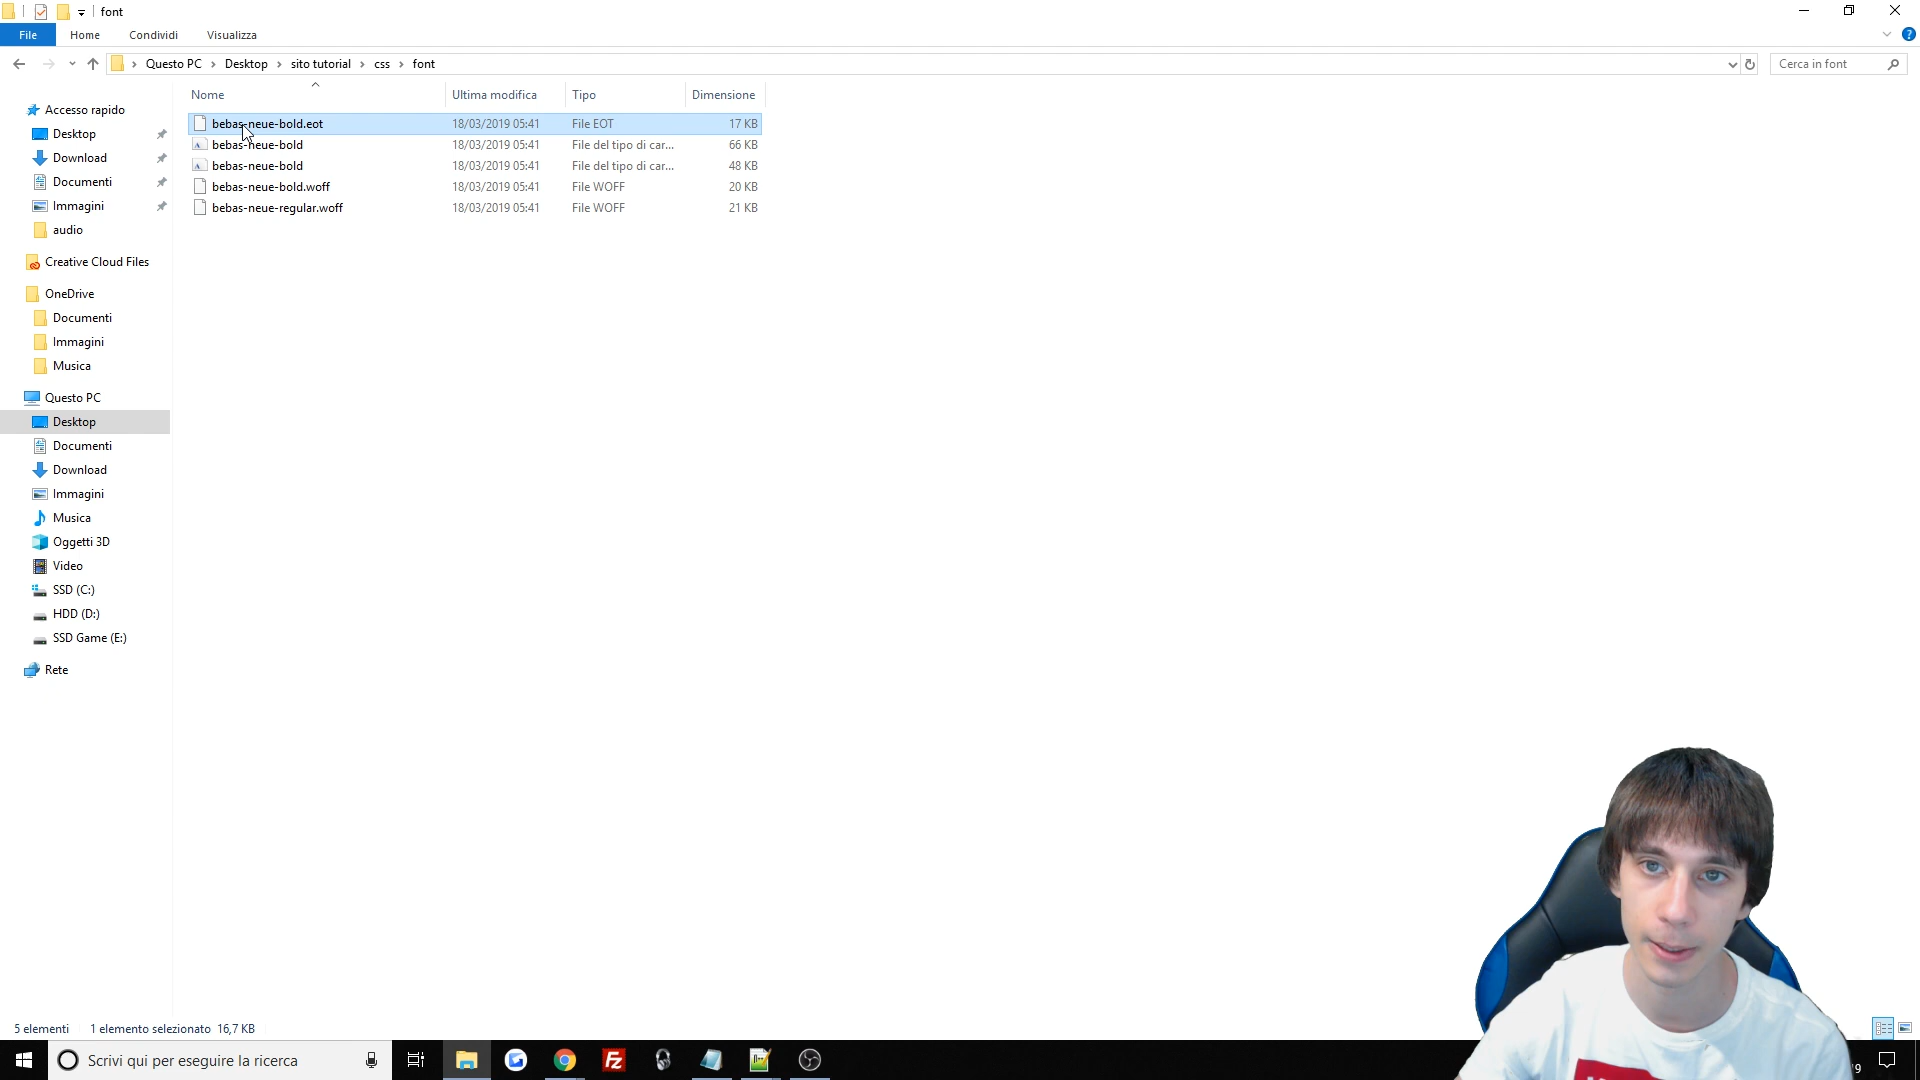 font
File Home Condividi Visualizza
Questo PC Desktop sito tutorial css font Cerca in font
Nome Ultima modifica Tipo Dimensione
bebas-neue-bold.eot 18/03/2019 05:41 File EOT 17 KB
bebas-neue-bold 18/03/2019 05:41 File del tipo di car... 66 KB
bebas-neue-bold 18/03/2019 05:41 File del tipo di car... 48 KB
bebas-neue-bold.woff 18/03/2019 05:41 File WOFF 20 KB
bebas-neue-regular.woff 18/03/2019 05:41 File WOFF 21 KB
Accesso rapido
Desktop
Download
Documenti
Immagini
audio
Creative Cloud Files
OneDrive
Documenti
Immagini
Musica
Questo PC
Desktop
Documenti
Download
Immagini
Musica
Oggetti 3D
Video
SSD (C:)
HDD (D:)
SSD Game (E:)
Rete
5 elementi 1 elemento selezionato 16,7 KB
Scrivi qui per eseguire la ricerca